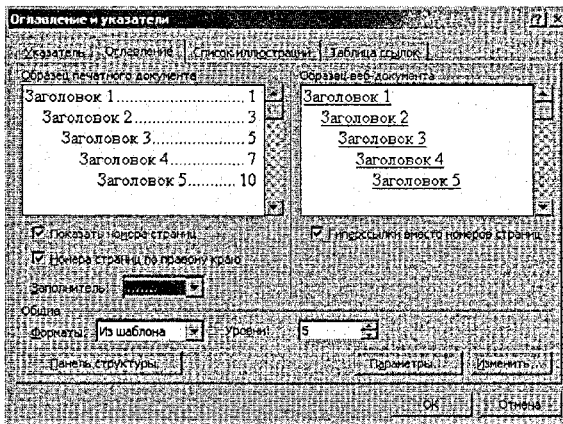 Оглавление и указатели
Указатель Оглавление Список иллюстраций Таблица ссылок
Образец печатного документа
Заголовок 1 ................................ 1
Заголовок 2 ............................ 3
Заголовок 3 ........................ 5
Заголовок 4 .................... 7
Заголовок 5 ............ 10
Образец веб-документа
Заголовок 1
Заголовок 2
Заголовок 3
Заголовок 4
Заголовок 5
Показать номера страниц
Номера страниц по правому краю
Гиперссылки вместо номеров страниц
Заполнитель: ........
Общие
Форматы: Из шаблона Уровни: 5
Панель структуры Параметры... Изменить...
ОК Отмена